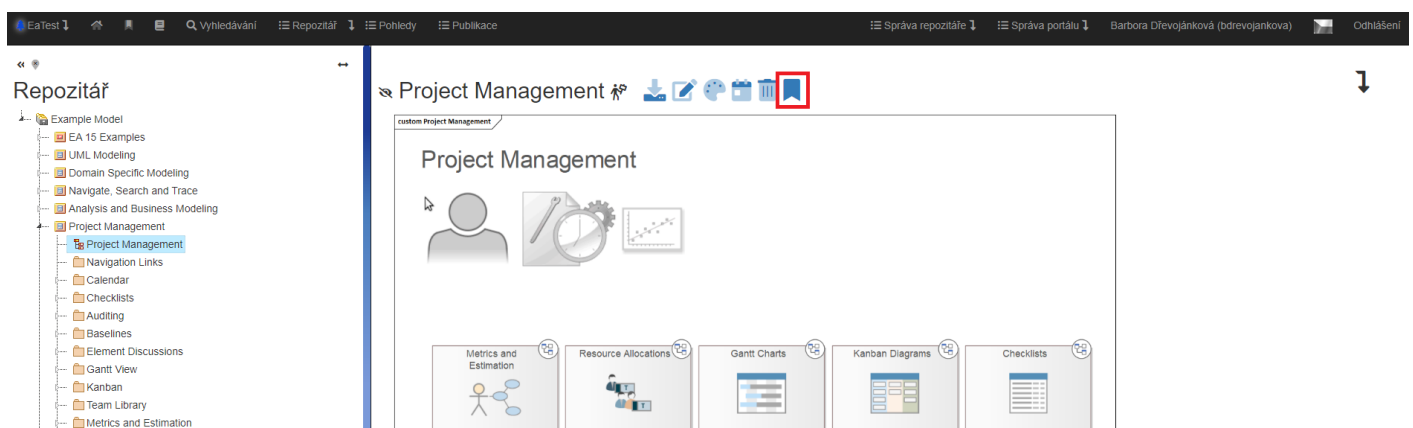 EaTest Vyhledávání Repozitář Pohledy Publikace Správa repozitáře Správa portálu Barbora Dřevojánková (bdrevojankova) Odhlášení
Repozitář
Example Model
EA 15 Examples
UML Modeling
Domain Specific Modeling
Navigate, Search and Trace
Analysis and Business Modeling
Project Management
Project Management
Navigation Links
Calendar
Checklists
Auditing
Baselines
Element Discussions
Gantt View
Kanban
Team Library
Metrics and Estimation
Project Management
custom Project Management
Project Management
Metrics and Estimation
Resource Allocations
Gantt Charts
Kanban Diagrams
Checklists